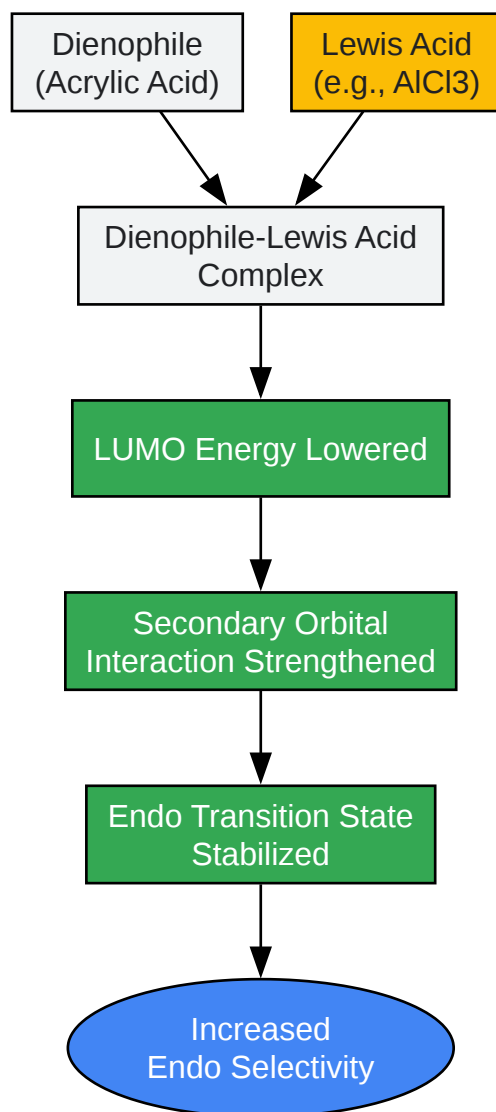 Dienophile
(Acrylic Acid)
Lewis Acid
(e.g., AlCl3)
Dienophile-Lewis Acid
Complex
LUMO Energy Lowered
Secondary Orbital
Interaction Strengthened
Endo Transition State
Stabilized
Increased
Endo Selectivity